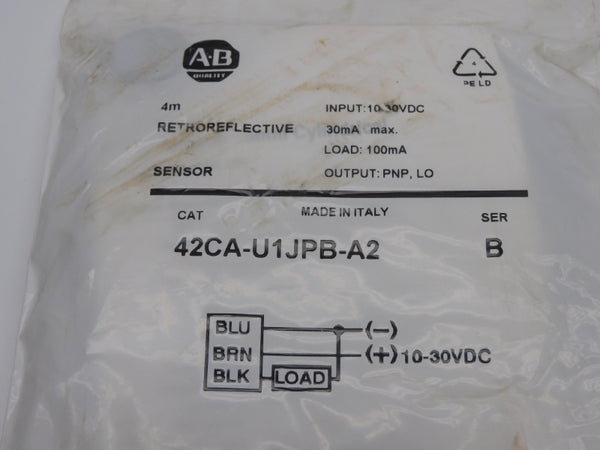 A-B
QUALITY
4
PE LD
4m INPUT: 10-30VDC
RETROREFLECTIVE 30mA max.
LOAD: 100mA
SENSOR OUTPUT: PNP, LO
CAT MADE IN ITALY SER
42CA-U1JPB-A2 B
BLU (-)
BRN (+) 10-30VDC
BLK LOAD